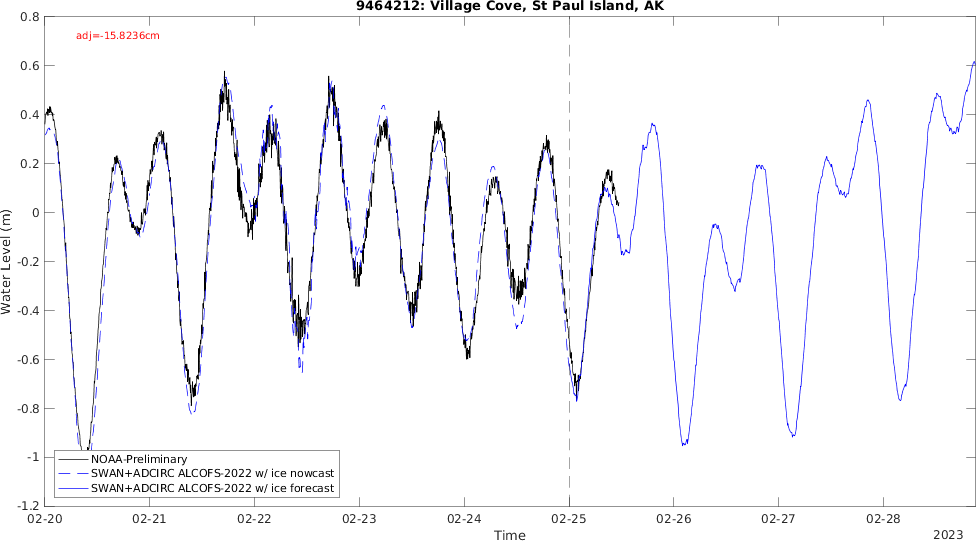 9464212: Village Cove, St Paul Island, AK
adj=-15.8236cm
Water Level (m)
0.8
0.6
0.4
0.2
0
-0.2
-0.4
-0.6
-0.8
-1
-1.2
NOAA-Preliminary
SWAN+ADCIRC ALCOFS-2022 w/ ice nowcast
SWAN+ADCIRC ALCOFS-2022 w/ ice forecast
02-20 02-21 02-22 02-23 02-24 02-25 02-26 02-27 02-28
Time
2023